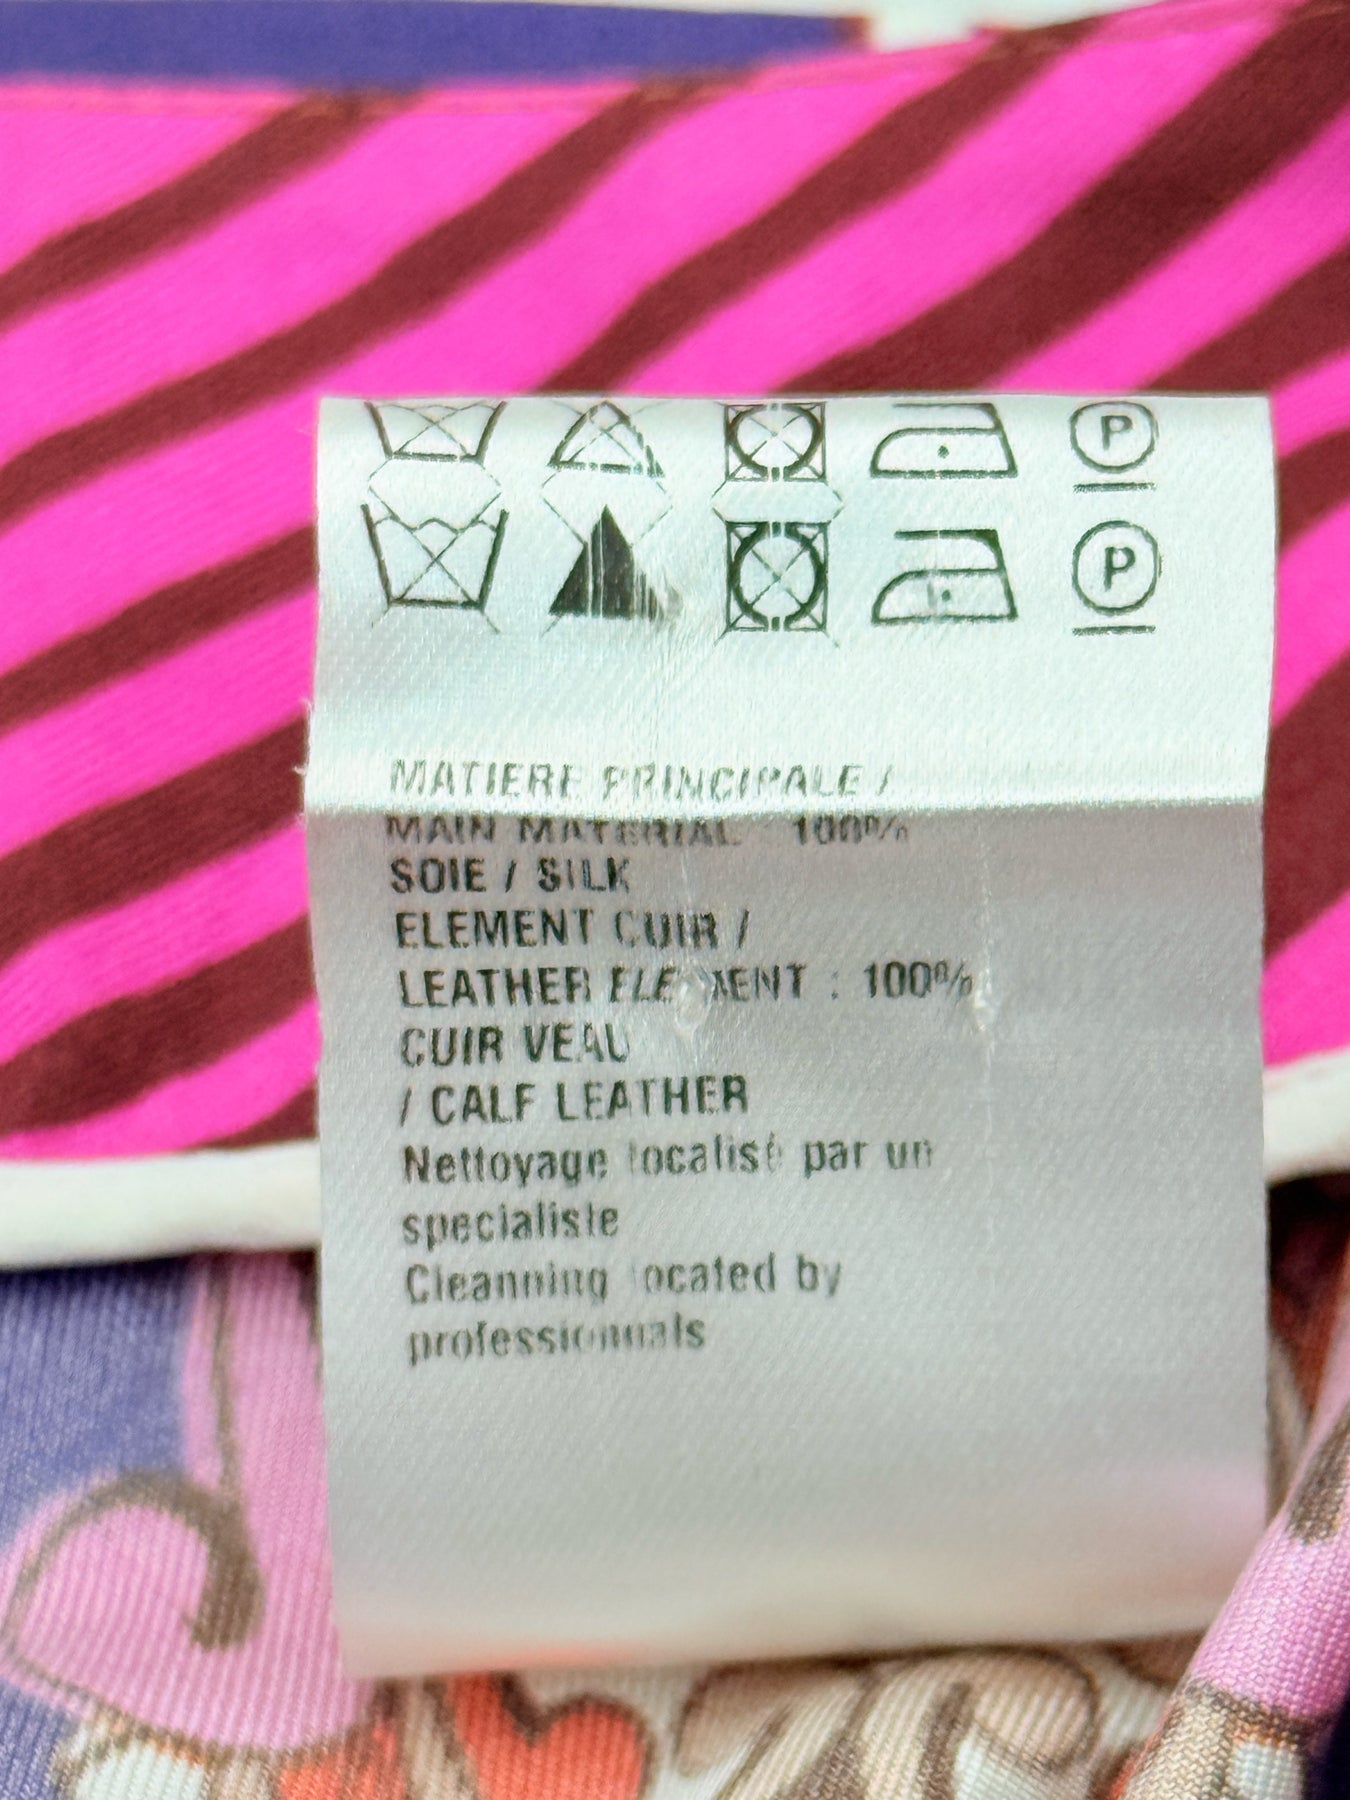 P
P
MATIERE PRINCIPALE /
MAIN MATERIAL : 100%
SOIE / SILK
ELEMENT CUIR /
LEATHER ELEMENT : 100%
CUIR VEAU
/ CALF LEATHER
Nettoyage localisé par un
specialiste
Cleanning located by
professionnals